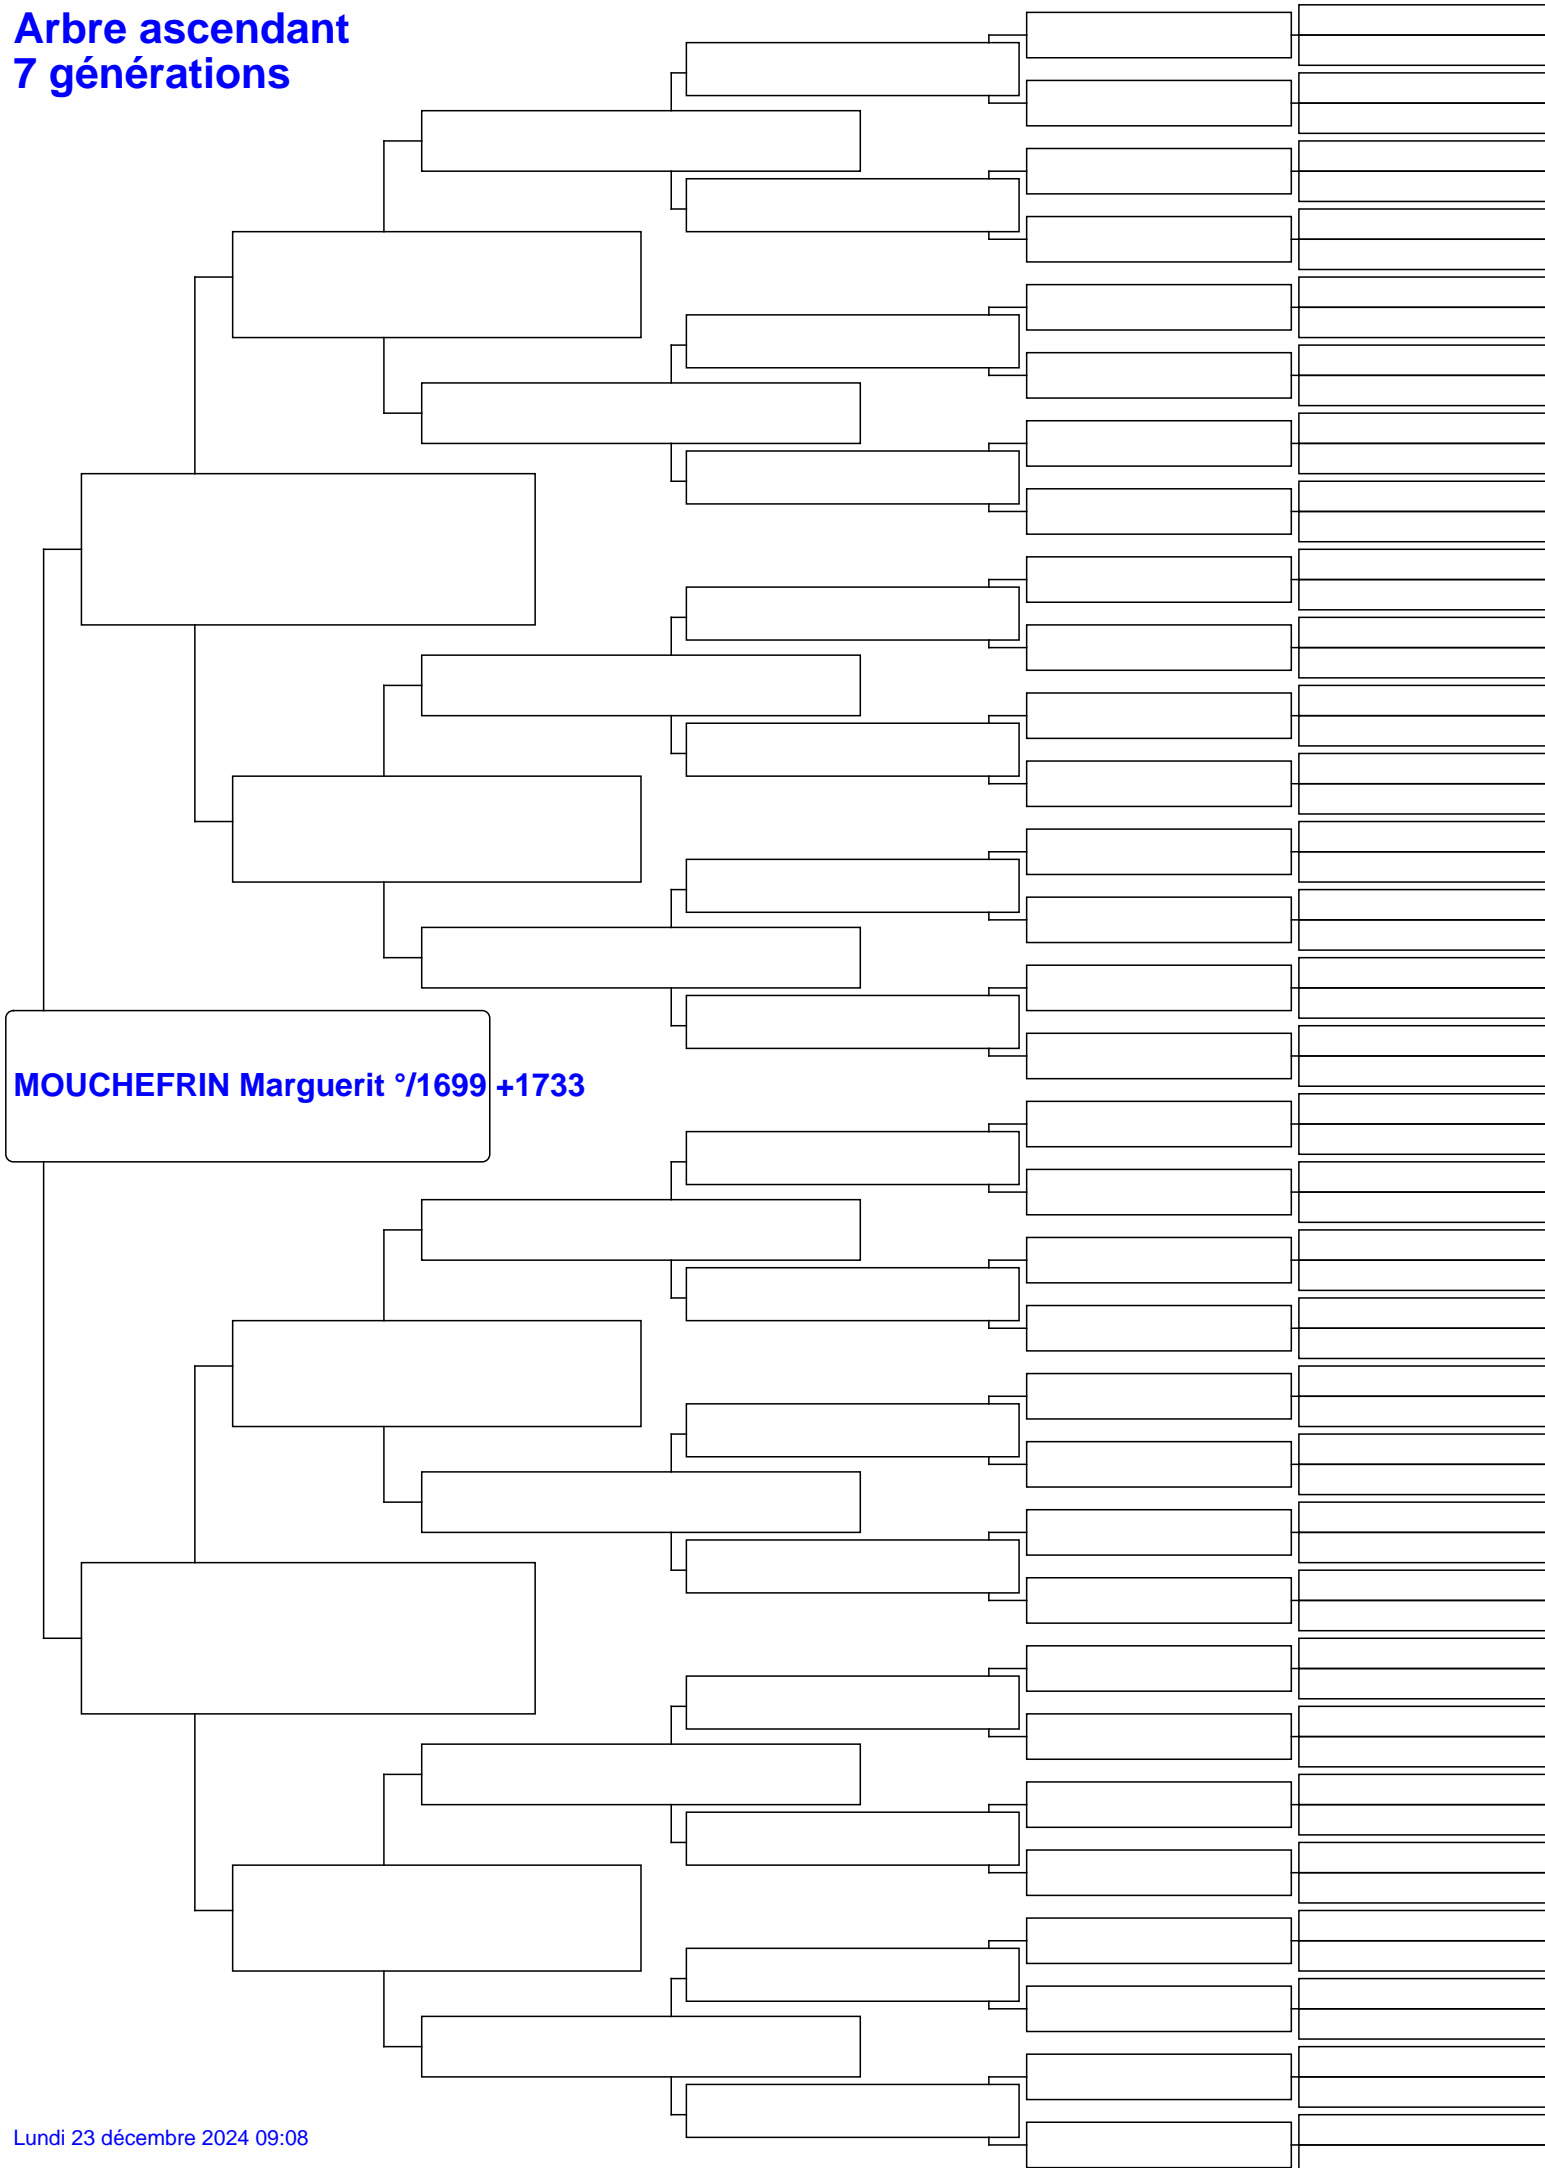 Arbre ascendant
7 générations
MOUCHEFRIN Marguerit °/1699 +1733
Lundi 23 décembre 2024 09:08